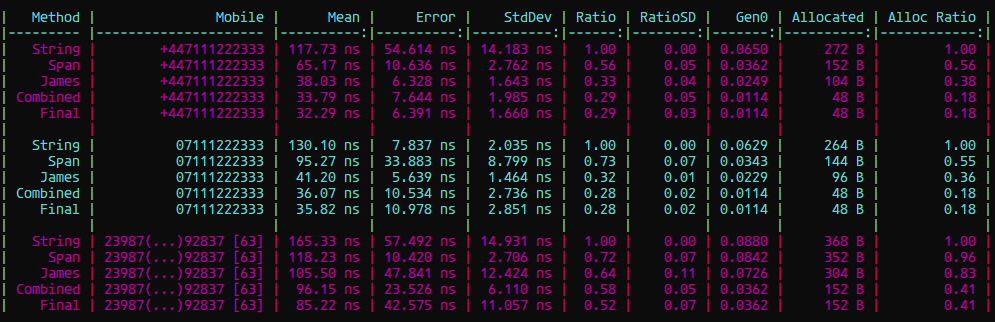 | Method | Mobile | Mean | Error | StdDev | Ratio | RatioSD | Gen0 | Allocated | Alloc Ratio |
|--------- |--------------------- |----------:|----------:|----------:|------:|--------:|-------:|----------:|------------:|
| String | +447111222333 | 117.73 ns | 54.614 ns | 14.183 ns | 1.00 | 0.00 | 0.0650 | 272 B | 1.00 |
| Span | +447111222333 | 65.17 ns | 10.636 ns | 2.762 ns | 0.56 | 0.05 | 0.0362 | 152 B | 0.56 |
| James | +447111222333 | 38.03 ns | 6.328 ns | 1.643 ns | 0.33 | 0.04 | 0.0249 | 104 B | 0.38 |
| Combined | +447111222333 | 33.79 ns | 7.644 ns | 1.985 ns | 0.29 | 0.05 | 0.0114 | 48 B | 0.18 |
| Final | +447111222333 | 32.29 ns | 6.391 ns | 1.660 ns | 0.29 | 0.03 | 0.0114 | 48 B | 0.18 |
| | | | | | | | | | |
| String | 07111222333 | 130.10 ns | 7.837 ns | 2.035 ns | 1.00 | 0.00 | 0.0629 | 264 B | 1.00 |
| Span | 07111222333 | 95.27 ns | 33.883 ns | 8.799 ns | 0.73 | 0.07 | 0.0343 | 144 B | 0.55 |
| James | 07111222333 | 41.20 ns | 5.639 ns | 1.464 ns | 0.32 | 0.01 | 0.0229 | 96 B | 0.36 |
| Combined | 07111222333 | 36.07 ns | 10.534 ns | 2.736 ns | 0.28 | 0.02 | 0.0114 | 48 B | 0.18 |
| Final | 07111222333 | 35.82 ns | 10.978 ns | 2.851 ns | 0.28 | 0.02 | 0.0114 | 48 B | 0.18 |
| | | | | | | | | | |
| String | 23987(...)92837 [63] | 165.33 ns | 57.492 ns | 14.931 ns | 1.00 | 0.00 | 0.0880 | 368 B | 1.00 |
| Span | 23987(...)92837 [63] | 118.23 ns | 10.420 ns | 2.706 ns | 0.72 | 0.07 | 0.0842 | 352 B | 0.96 |
| James | 23987(...)92837 [63] | 105.50 ns | 47.841 ns | 12.424 ns | 0.64 | 0.11 | 0.0726 | 304 B | 0.83 |
| Combined | 23987(...)92837 [63] | 96.15 ns | 23.526 ns | 6.110 ns | 0.58 | 0.05 | 0.0362 | 152 B | 0.41 |
| Final | 23987(...)92837 [63] | 85.22 ns | 42.575 ns | 11.057 ns | 0.52 | 0.07 | 0.0362 | 152 B | 0.41 |